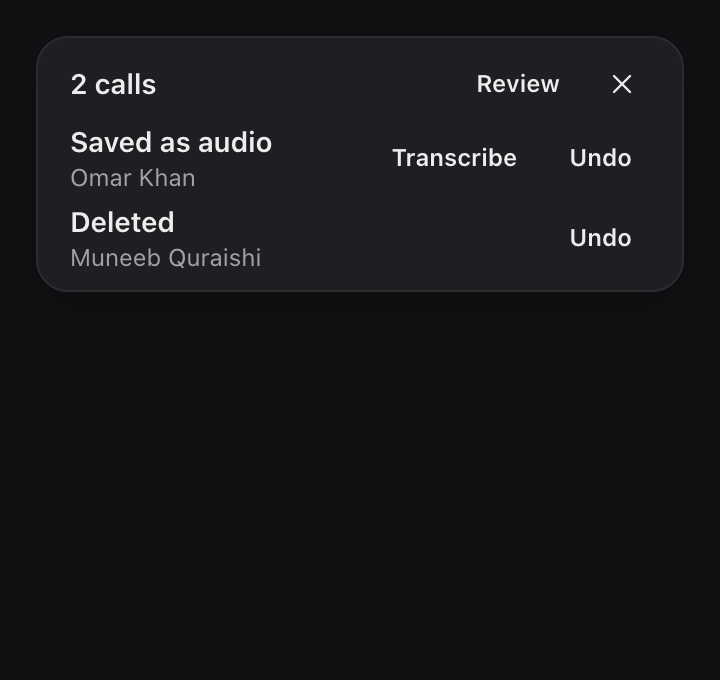 2 calls Review
Saved as audio
Omar Khan
Transcribe Undo
Deleted
Muneeb Quraishi
Undo